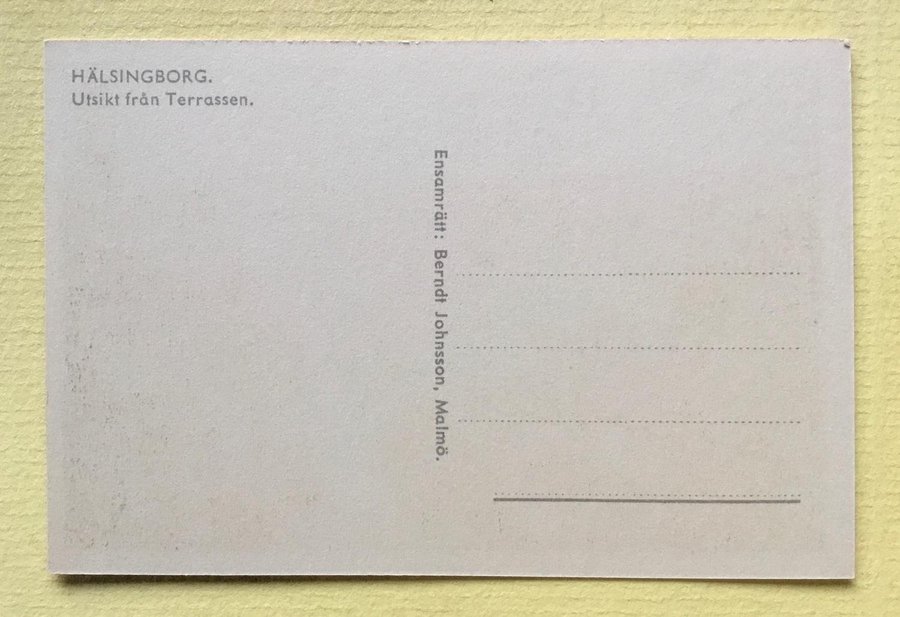 HÄLSINGBORG.
Utsikt från Terrassen.
Ensamrätt: Berndt Johnsson, Malmö.